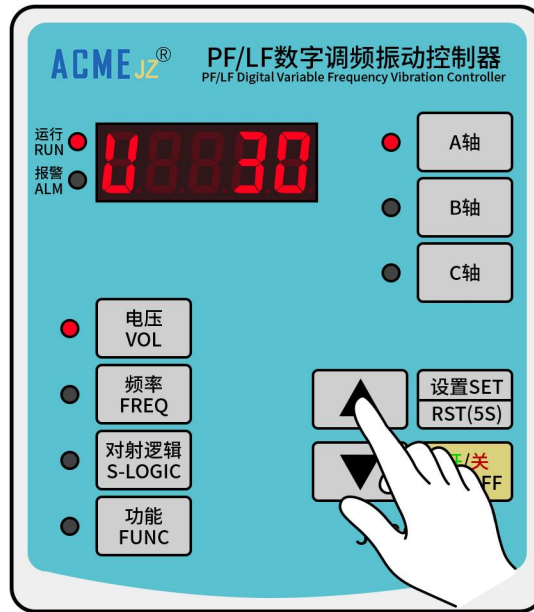 ACME JZ®
PF/LF数字调频振动控制器
PF/LF Digital Variable Frequency Vibration Controller
运行
RUN
报警
ALM
U 30
A轴
B轴
C轴
电压
VOL
频率
FREQ
对射逻辑
S-LOGIC
功能
FUNC
设置SET
RST(5S)
/关
FF